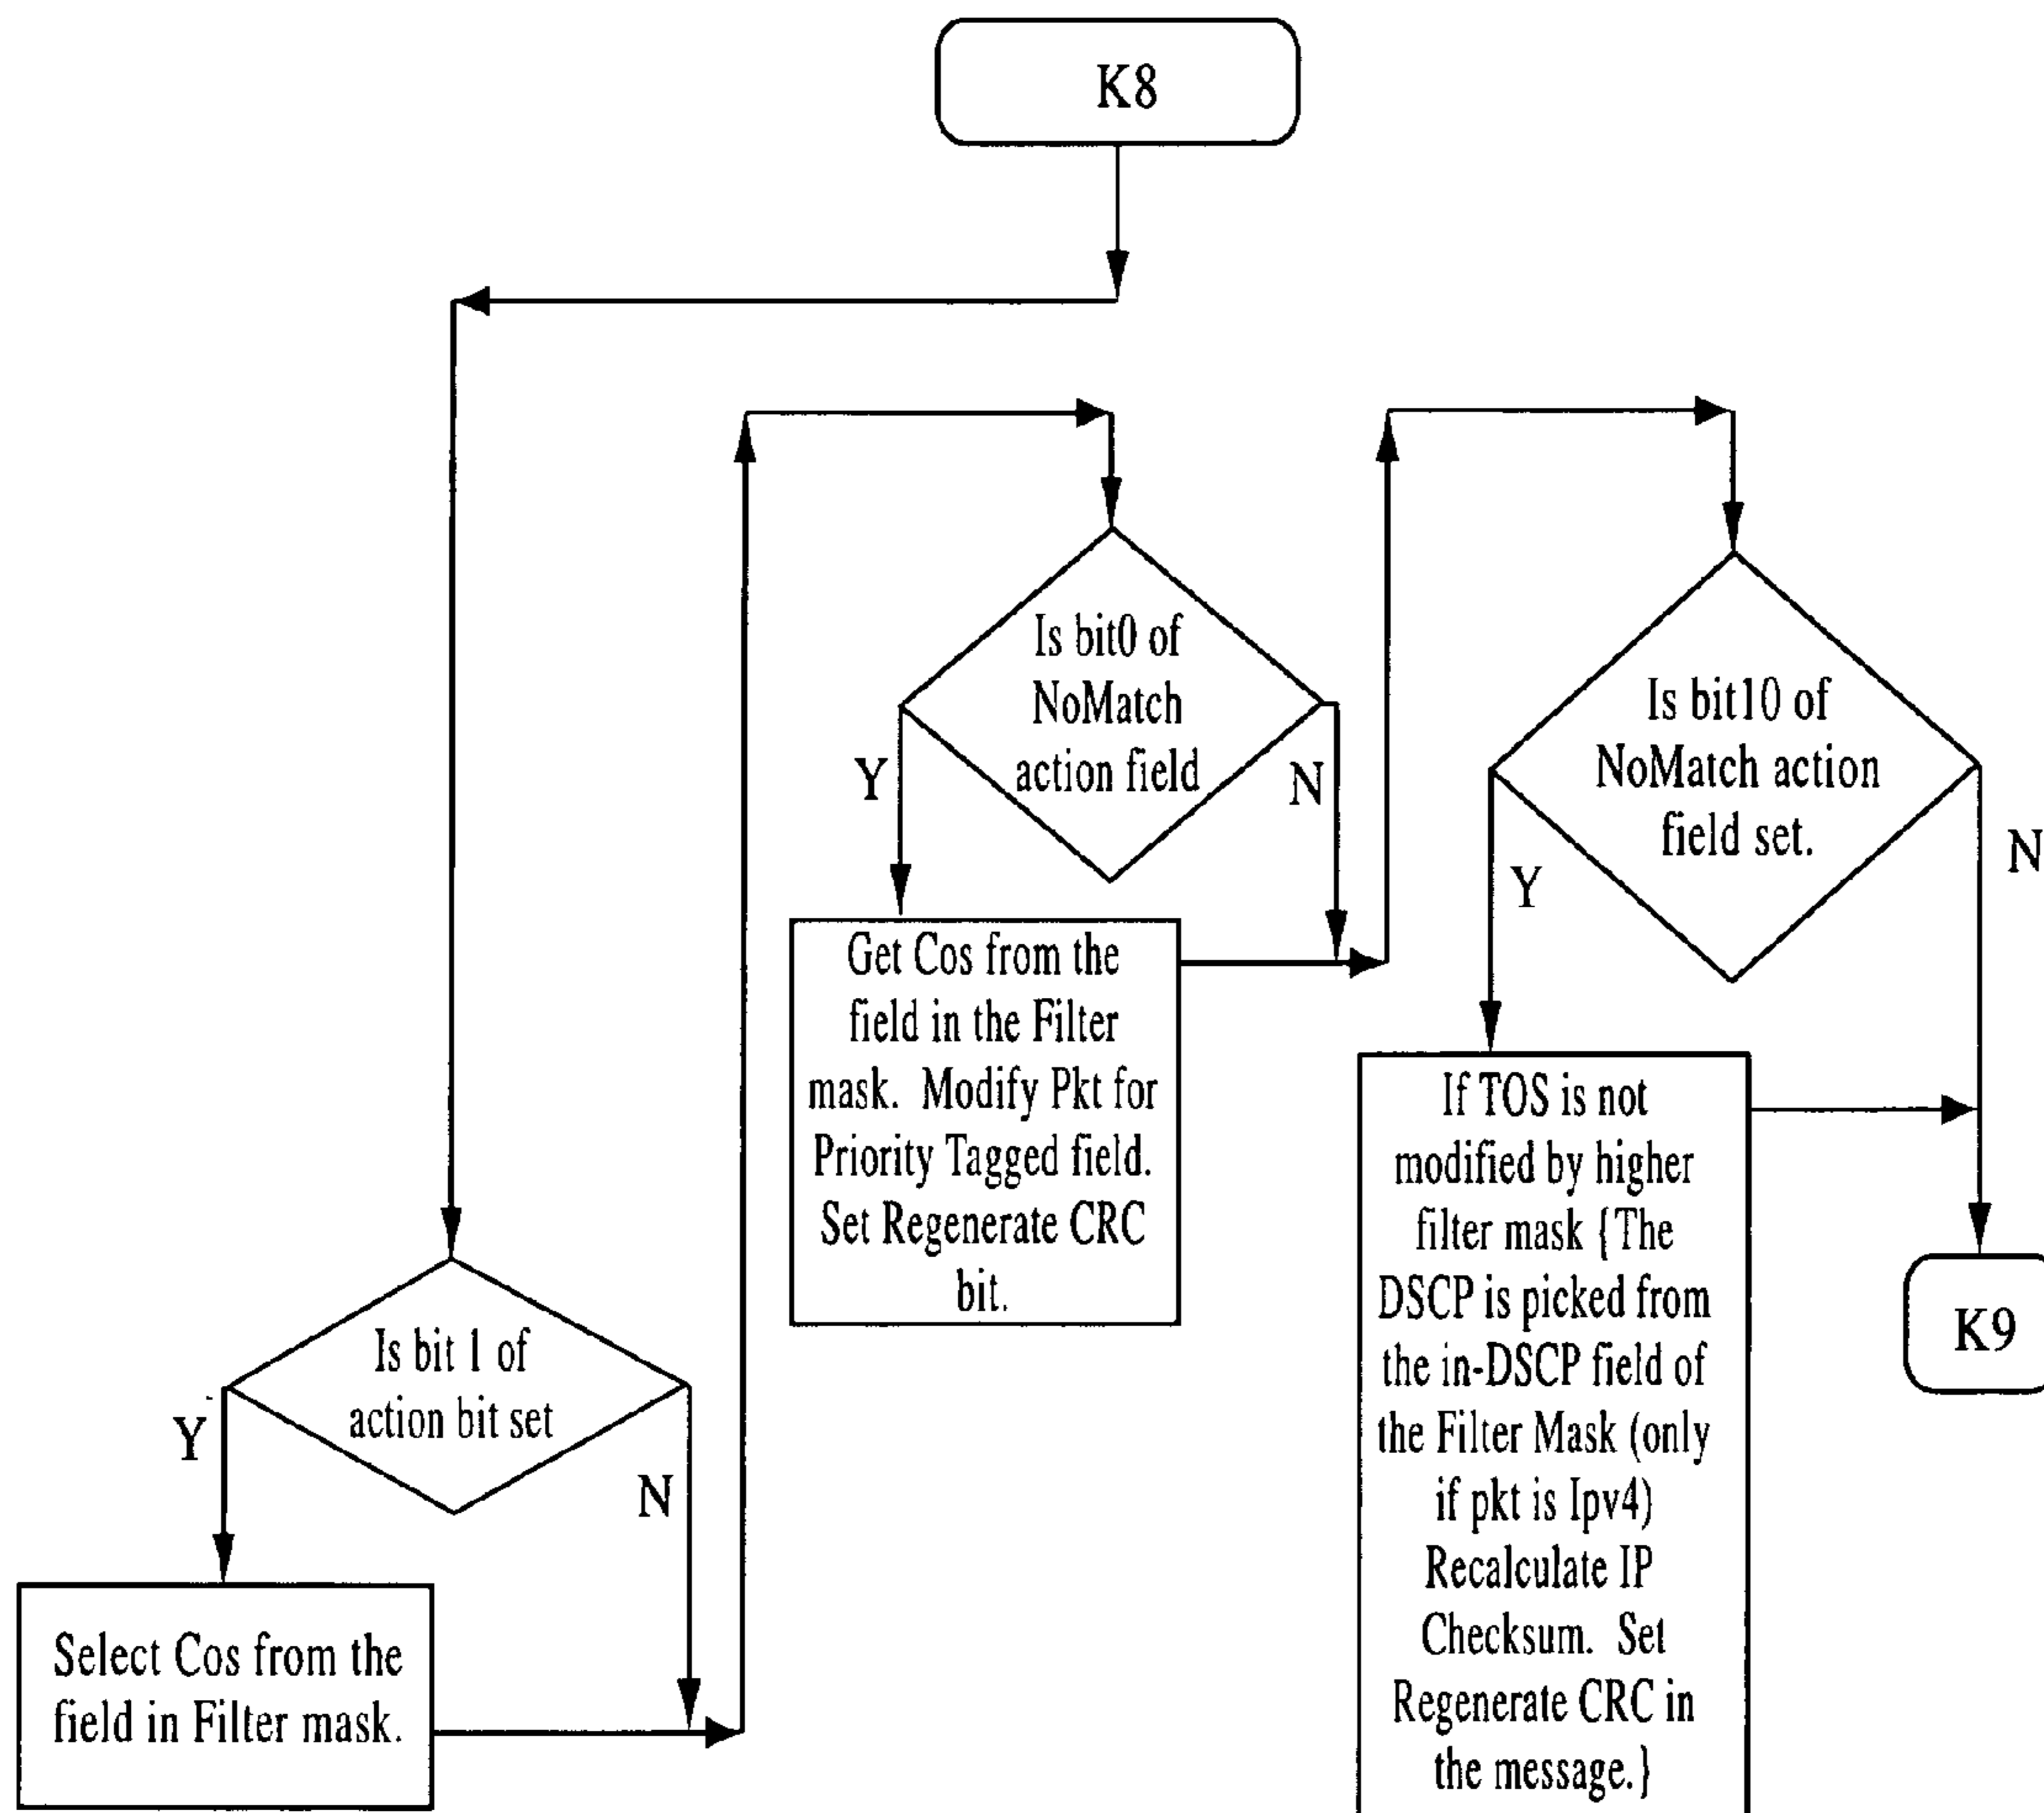 K8
Is bit 1 of
action bit set
Y
N
Select Cos from the
field in Filter mask.
Is bit0 of
NoMatch
action field
Y
N
Get Cos from the
field in the Filter
mask. Modify Pkt for
Priority Tagged field.
Set Regenerate CRC
bit.
Is bit10 of
NoMatch action
field set.
Y
N
If TOS is not
modified by higher
filter mask {The
DSCP is picked from
the in-DSCP field of
the Filter Mask (only
if pkt is Ipv4)
Recalculate IP
Checksum. Set
Regenerate CRC in
the message.}
K9